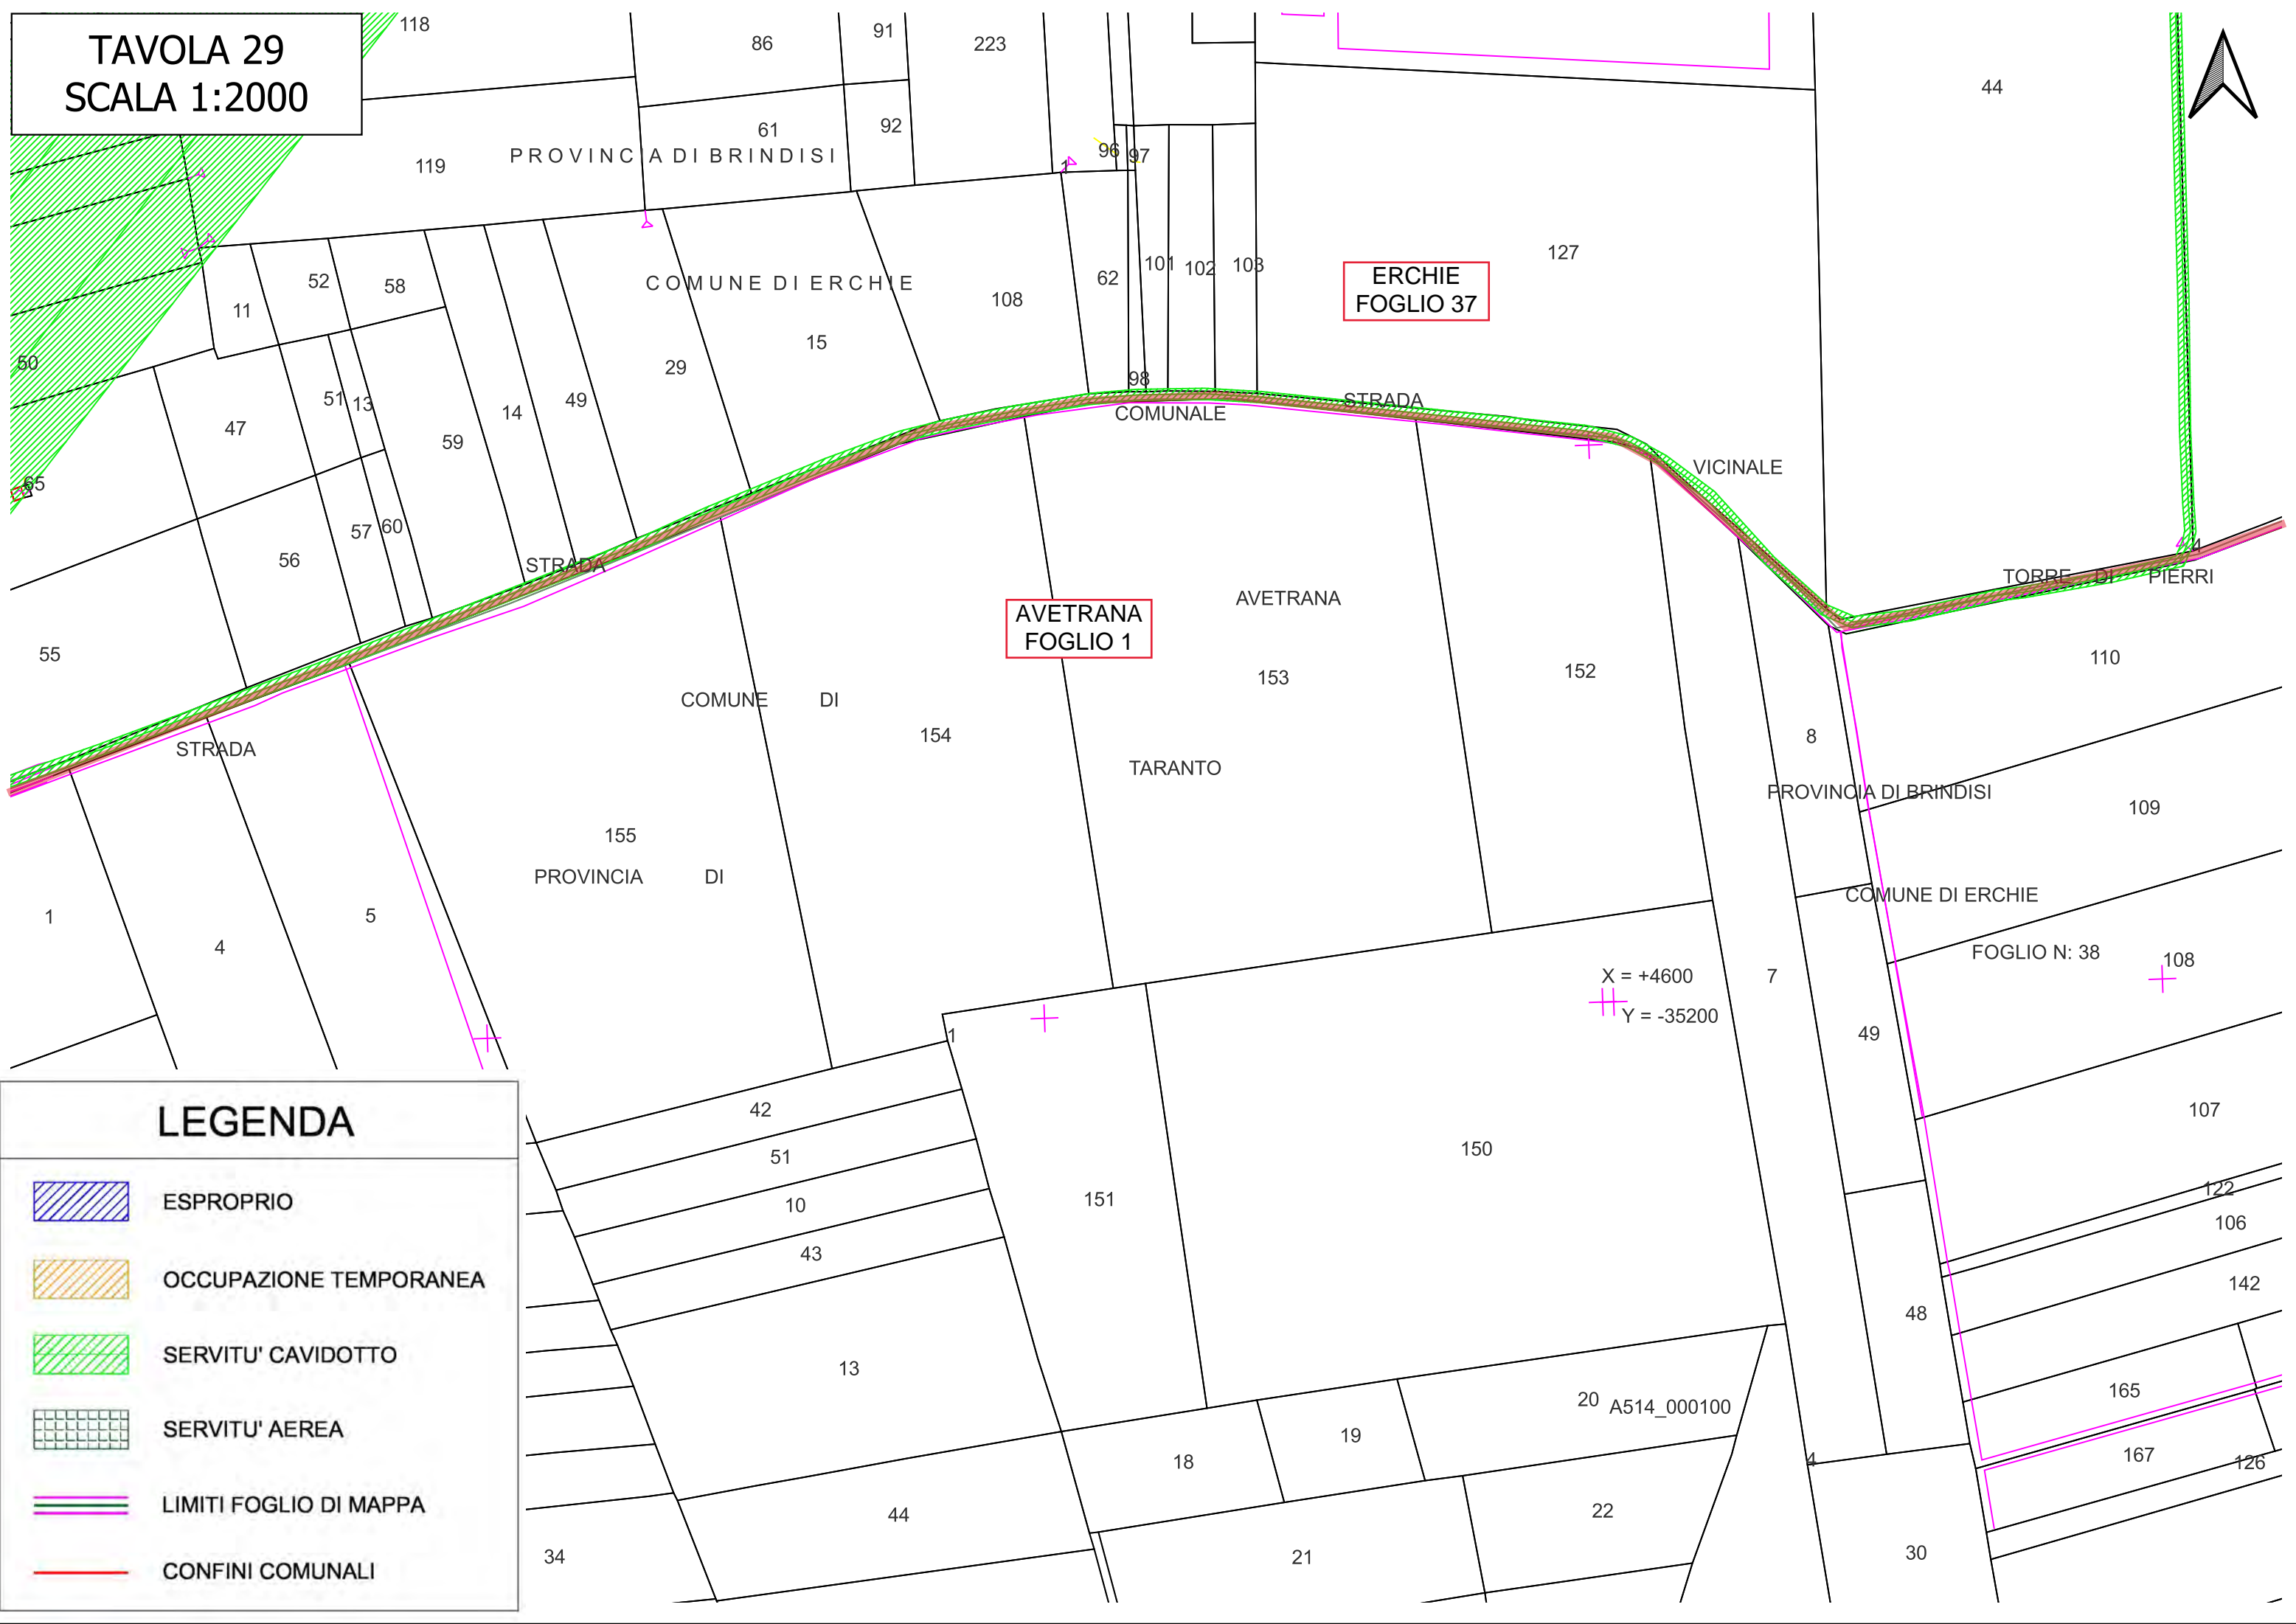 TAVOLA 29
SCALA 1:2000
118
86
91
223
44
61
92
119
PROVINCIA DI BRINDISI
1
96
97
127
52
58
11
COMUNE DI ERCHIE
108
62
101
102
103
ERCHIE
FOGLIO 37
15
29
50
98
51
13
14
49
47
59
STRADA
COMUNALE
VICINALE
65
57
60
56
STRADA
4
TORRE DI PIERRI
AVETRANA
FOGLIO 1
AVETRANA
55
110
153
152
COMUNE DI
154
8
STRADA
TARANTO
PROVINCIA DI BRINDISI
109
155
PROVINCIA DI
COMUNE DI ERCHIE
1
5
4
FOGLIO N: 38
108
X = +4600
7
Y = -35200
1
49
42
107
51
150
122
151
10
106
43
142
48
13
165
20
A514_000100
19
18
4
167
126
44
22
34
21
30
LEGENDA
ESPROPRIO
OCCUPAZIONE TEMPORANEA
SERVITU' CAVIDOTTO
SERVITU' AEREA
LIMITI FOGLIO DI MAPPA
CONFINI COMUNALI